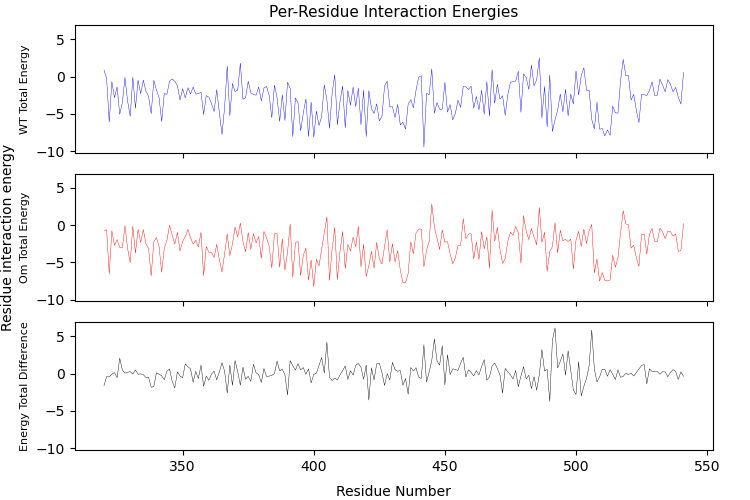 Per-Residue Interaction Energies
Residue interaction energy
WT Total Energy
5
0
−5
−10
Om Total Energy
5
0
−5
−10
Energy Total Difference
5
0
−5
−10
350
400
450
500
550
Residue Number